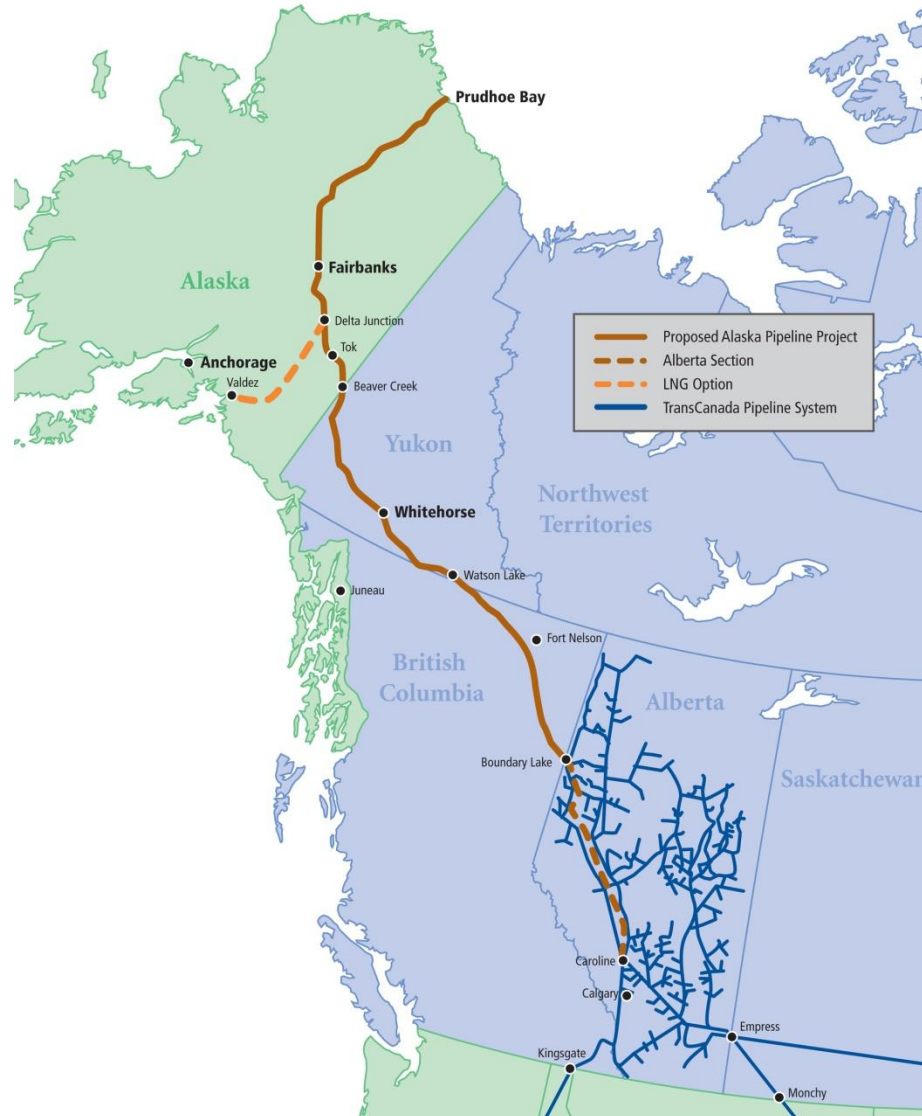 Prudhoe Bay
Fairbanks
Alaska
Delta Junction
Tok
Anchorage
Valdez
Beaver Creek
Proposed Alaska Pipeline Project
Alberta Section
LNG Option
TransCanada Pipeline System
Yukon
Northwest
Territories
Whitehorse
Watson Lake
Juneau
Fort Nelson
British
Columbia
Alberta
Boundary Lake
Saskatchewan
Caroline
Calgary
Empress
Kingsgate
Monchy